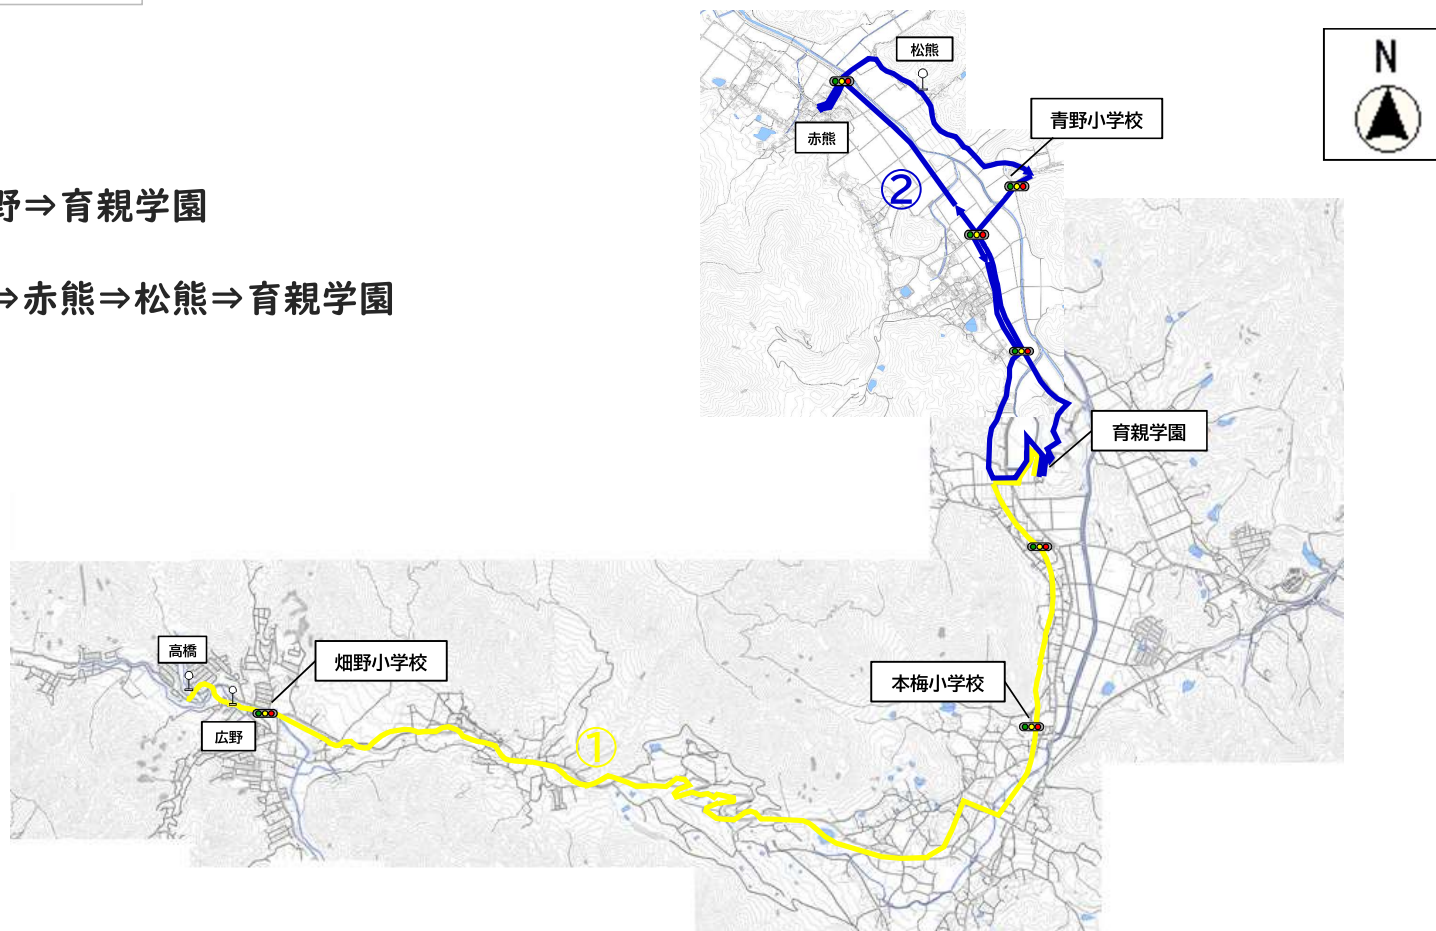 野⇒育親学園
⇒赤熊⇒松熊⇒育親学園
松熊
N
青野小学校
赤熊
②
育親学園
高橋
畑野小学校
本梅小学校
広野
①